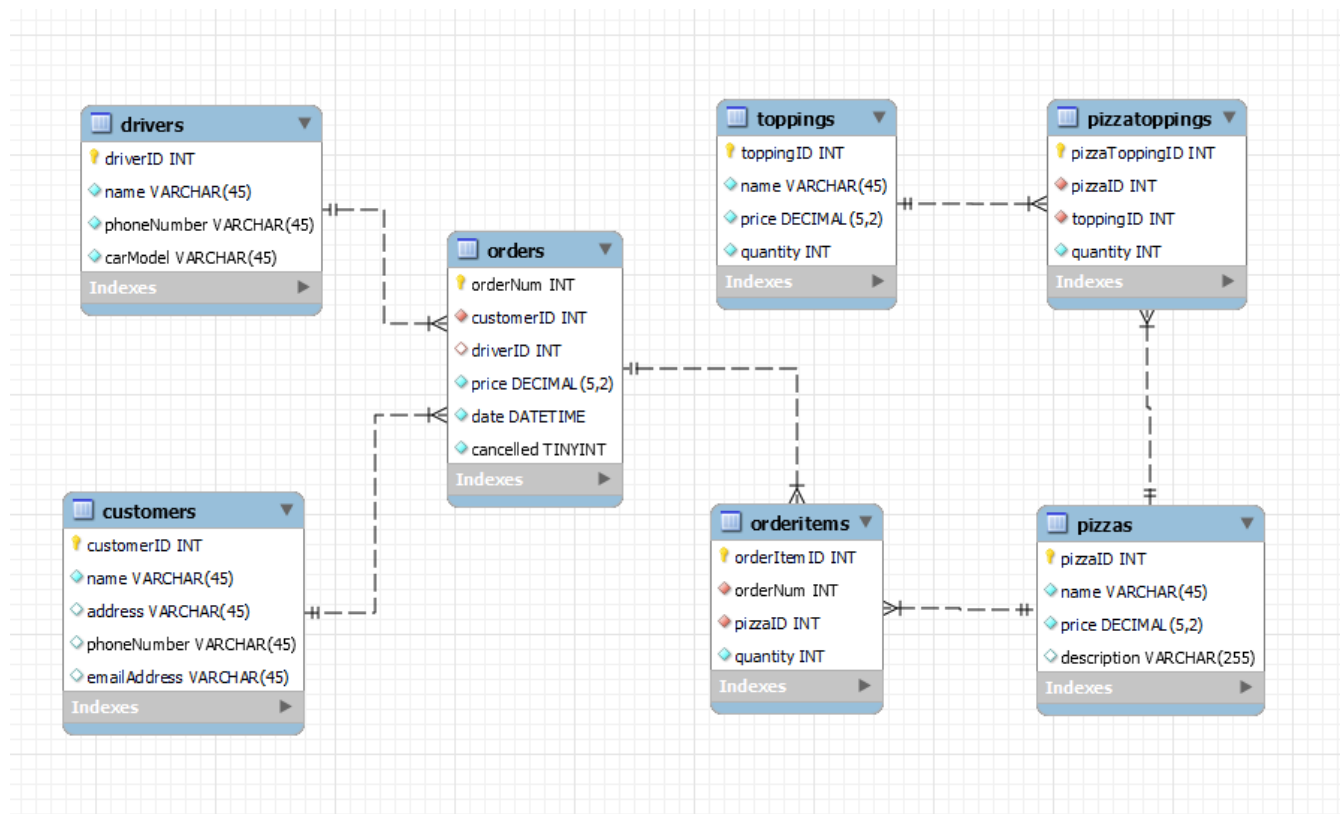 drivers
driverID INT
name VARCHAR(45)
phoneNumber VARCHAR(45)
carModel VARCHAR(45)
Indexes
customers
customerID INT
name VARCHAR(45)
address VARCHAR(45)
phoneNumber VARCHAR(45)
emailAddress VARCHAR(45)
Indexes
orders
orderNum INT
customerID INT
driverID INT
price DECIMAL(5,2)
date DATETIME
cancelled TINYINT
Indexes
toppings
toppingID INT
name VARCHAR(45)
price DECIMAL(5,2)
quantity INT
Indexes
pizzatoppings
pizzaToppingID INT
pizzaID INT
toppingID INT
quantity INT
Indexes
orderitems
orderItemID INT
orderNum INT
pizzaID INT
quantity INT
Indexes
pizzas
pizzaID INT
name VARCHAR(45)
price DECIMAL(5,2)
description VARCHAR(255)
Indexes